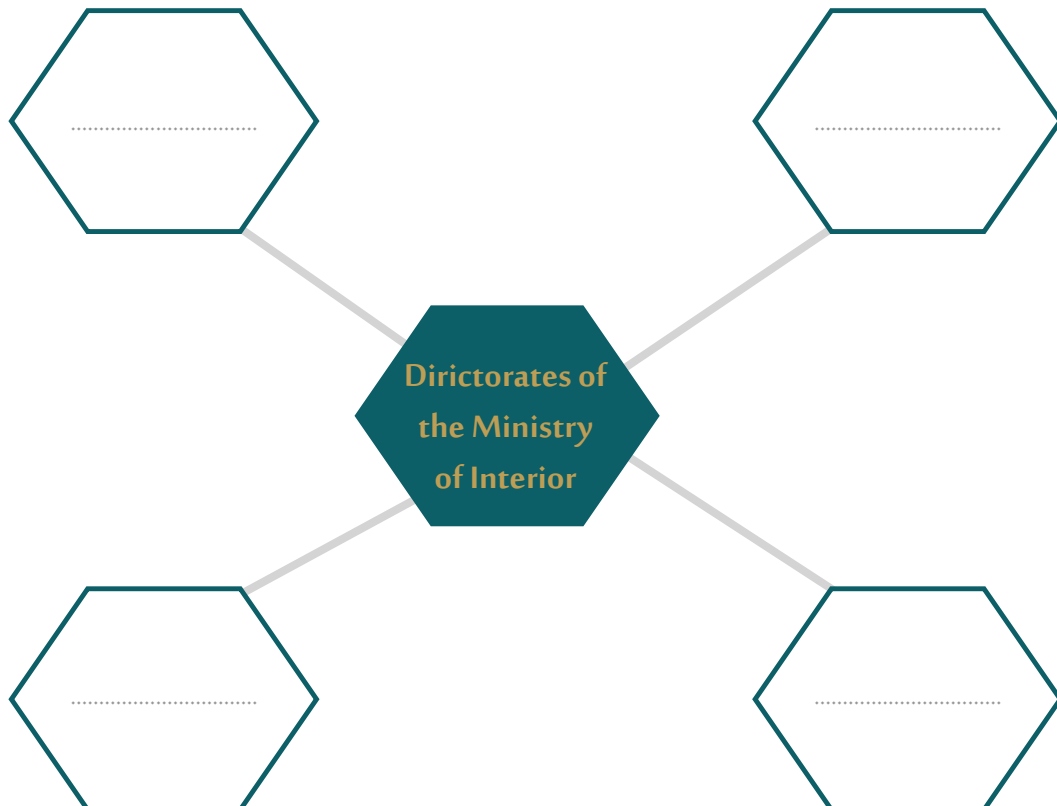 Dirictorates of
the Ministry
of Interior